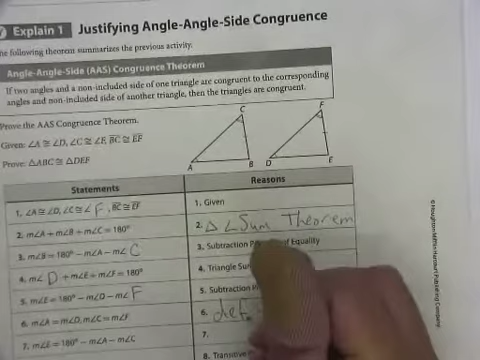 Explain 1 Justifying Angle-Angle-Side Congruence
following theorem summarizes the previous activity.
Angle-Angle-Side (AAS) Congruence Theorem
If two angles and a non-included side of one triangle are congruent to the corresponding
angles and non-included side of another triangle, then the triangles are congruent.
Prove the AAS Congruence Theorem.
Given: ∠A ≅ ∠D, ∠C ≅ ∠F, BC ≅ EF
Prove: △ABC ≅ △DEF
C
A
B
F
D
E
Statements
Reasons
1. ∠A ≅ ∠D, ∠C ≅ ∠ F, BC ≅ EF
1. Given
2. m∠A + m∠B + m∠C = 180°
2. △ ∠ Sum Theorem
3. m∠B = 180° − m∠A − m∠ C
3. Subtraction of Equality
4. m∠ D + m∠E + m∠F = 180°
4. Triangle Sum
5. m∠E = 180° − m∠D − m∠ F
5. Subtraction
6. m∠A = m∠D, m∠C = m∠F
6. def
7. m∠E = 180° − m∠A − m∠C
7.
8. Transitive
© Houghton Mifflin Harcourt Publishing Company